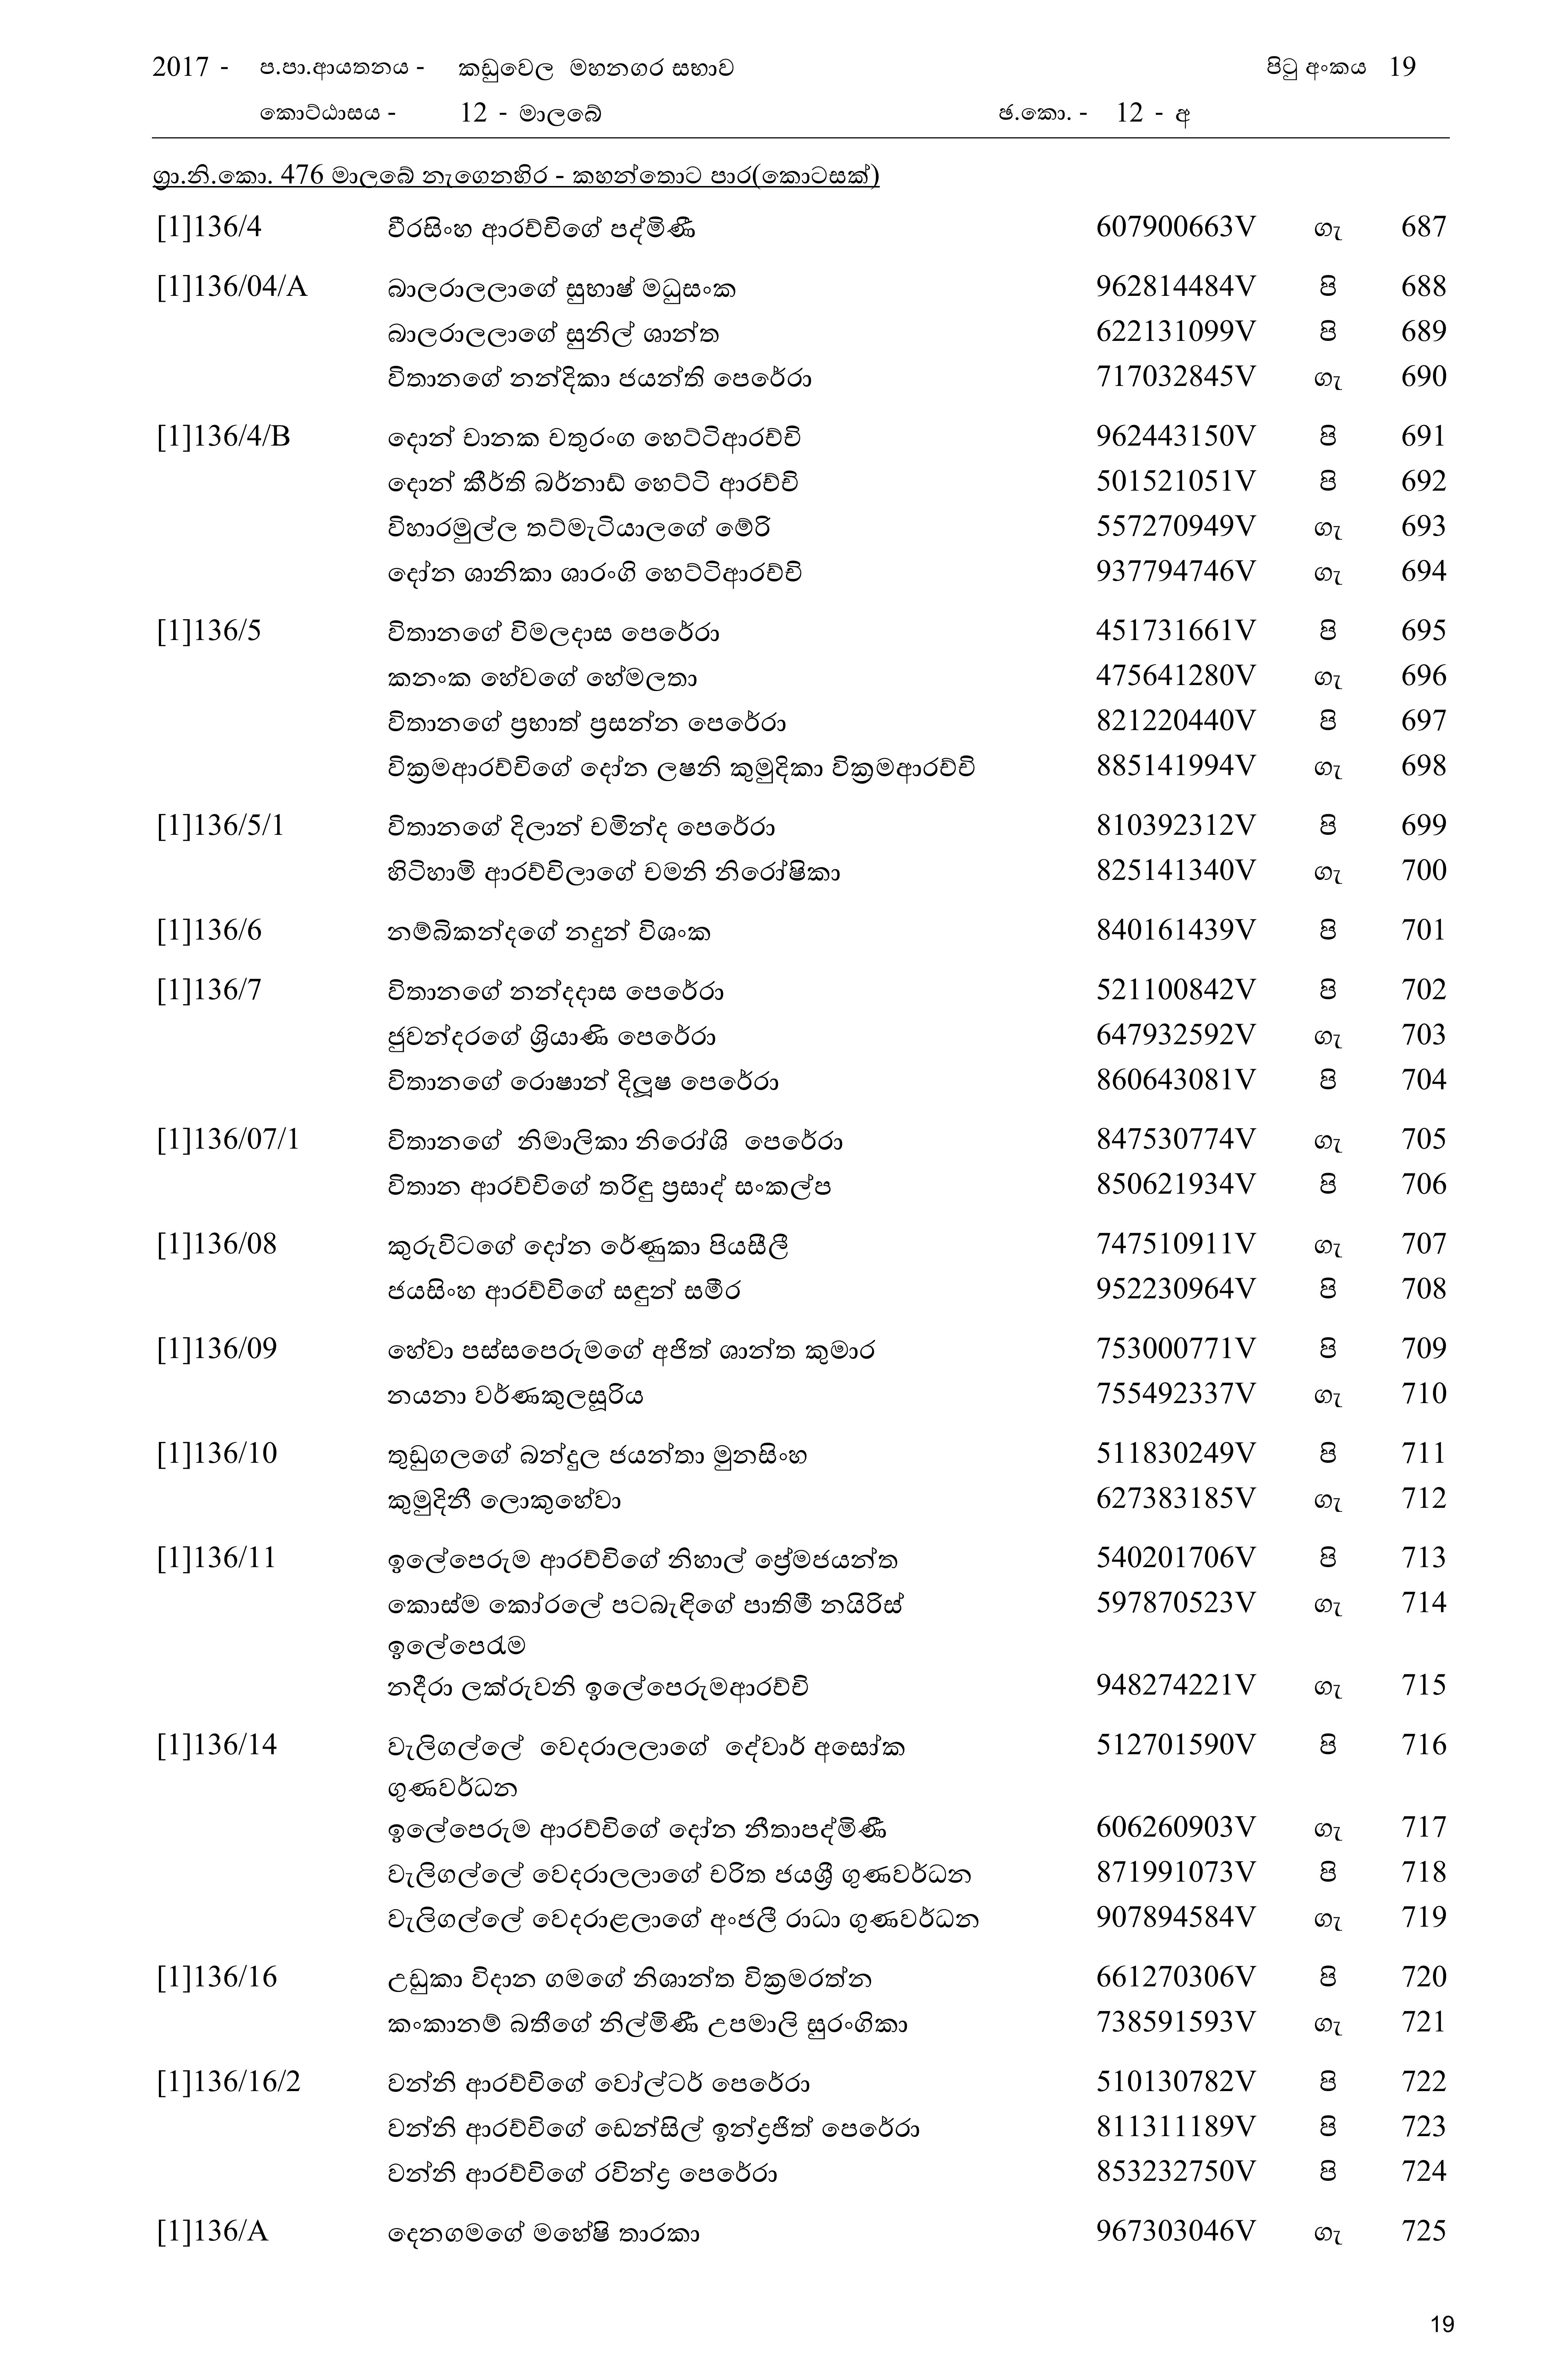 2017 - ප.පා.ආයතනය - කඩුවෙල මහනගර සභාව පිටු අංකය 19
කොට්ඨාසය - 12 - මාලබේ ඡ.කො. - 12 - අ
ග්‍රා.නි.කො. 476 මාලබේ නැගෙනහිර - කහන්තොට පාර(කොටසක්)
[1]136/4 වීරසිංහ ආරච්චිගේ පද්මිණී 607900663V ගැ 687
[1]136/04/A බාලරාලලාගේ සුභාෂ් මධුසංක 962814484V පි 688
බාලරාලලාගේ සුනිල් ශාන්ත 622131099V පි 689
විතානගේ නන්දිකා ජයන්ති පෙරේරා 717032845V ගැ 690
[1]136/4/B දොන් චානක චතුරංග හෙට්ටිආරච්චි 962443150V පි 691
දොන් කීර්ති බර්නාඩ් හෙට්ටි ආරච්චි 501521051V පි 692
විහාරමුල්ල තට්මැටියාලගේ මේරි 557270949V ගැ 693
දෝන ශානිකා ශාරංගි හෙට්ටිආරච්චි 937794746V ගැ 694
[1]136/5 විතානගේ විමලදාස පෙරේරා 451731661V පි 695
කනංක හේවගේ හේමලතා 475641280V ගැ 696
විතානගේ ප්‍රභාත් ප්‍රසන්න පෙරේරා 821220440V පි 697
වික්‍රමආරච්චිගේ දෝන ලෂනි කුමුදිකා වික්‍රමආරච්චි 885141994V ගැ 698
[1]136/5/1 විතානගේ දිලාන් චමින්ද පෙරේරා 810392312V පි 699
හිටිහාමි ආරච්චිලාගේ චමනි නිරෝෂිකා 825141340V ගැ 700
[1]136/6 නම්බිකන්දගේ නදුන් විශංක 840161439V පි 701
[1]136/7 විතානගේ නන්දදාස පෙරේරා 521100842V පි 702
ජුවන්දරගේ ශ්‍රියාණි පෙරේරා 647932592V ගැ 703
විතානගේ රොෂාන් දිලූෂ පෙරේරා 860643081V පි 704
[1]136/07/1 විතානගේ නිමාලිකා නිරෝශි පෙරේරා 847530774V ගැ 705
විතාන ආරච්චිගේ තරිඳු ප්‍රසාද් සංකල්ප 850621934V පි 706
[1]136/08 කුරුවිටගේ දෝන රේණුකා පියසීලී 747510911V ගැ 707
ජයසිංහ ආරච්චිගේ සඳුන් සමීර 952230964V පි 708
[1]136/09 හේවා පස්සපෙරුමගේ අජිත් ශාන්ත කුමාර 753000771V පි 709
නයනා වර්ණකුලසූරිය 755492337V ගැ 710
[1]136/10 තුඩුගලගේ බන්දුල ජයන්තා මුනසිංහ 511830249V පි 711
කුමුදිනී ලොකුහේවා 627383185V ගැ 712
[1]136/11 ඉලේපෙරුම ආරච්චිගේ නිහාල් ප්‍රේමජයන්ත 540201706V පි 713
කොස්ම කෝරලේ පටබැඳිගේ පාතිමී නයිරිස් 597870523V ගැ 714
ඉලේපෙරැම
නදීරා ලක්රුවනි ඉලේපෙරුමආරච්චි 948274221V ගැ 715
[1]136/14 වැලිගල්ලේ වෙදරාලලාගේ දේවාර් අසෝක 512701590V පි 716
ගුණවර්ධන
ඉලේපෙරුම ආරච්චිගේ දෝන නීතාපද්මිණී 606260903V ගැ 717
වැලිගල්ලේ වෙදරාලලාගේ චරිත ජයශ්‍රී ගුණවර්ධන 871991073V පි 718
වැලිගල්ලේ වෙදරාළලාගේ අංජලී රාධා ගුණවර්ධන 907894584V ගැ 719
[1]136/16 උඩුකා විදාන ගමගේ නිශාන්ත වික්‍රමරත්න 661270306V පි 720
කංකානම් බතීගේ නිල්මිණී උපමාලි සුරංගිකා 738591593V ගැ 721
[1]136/16/2 වන්නි ආරච්චිගේ වෝල්ටර් පෙරේරා 510130782V පි 722
වන්නි ආරච්චිගේ ඩෙන්සිල් ඉන්ද්‍රජිත් පෙරේරා 811311189V පි 723
වන්නි ආරච්චිගේ රවින්ද්‍ර පෙරේරා 853232750V පි 724
[1]136/A දෙනගමගේ මහේෂි තාරකා 967303046V ගැ 725
19